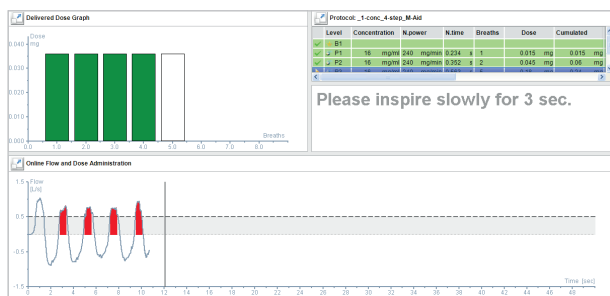 Delivered Dose Graph
Dose
mg
0.040
0.030
0.020
0.010
0.000
0.0 1.0 2.0 3.0 4.0 5.0 6.0 7.0 8.0
Breaths
Protocol: _1-conc_4-step_M-Aid
Level Concentration N.power N.time Breaths Dose Cumulated
B1
P1 16 mg/ml 240 mg/min 0.234 s 1 0.015 mg 0.015 mg
P2 16 mg/ml 240 mg/min 0.352 s 2 0.045 mg 0.06 mg
Please inspire slowly for 3 sec.
Online Flow and Dose Administration
Flow
[L/s]
1.5
0.5
-0.5
-1.5
Time [sec]
0 2 4 6 8 10 12 14 16 18 20 22 24 26 28 30 32 34 36 38 40 42 44 46 48